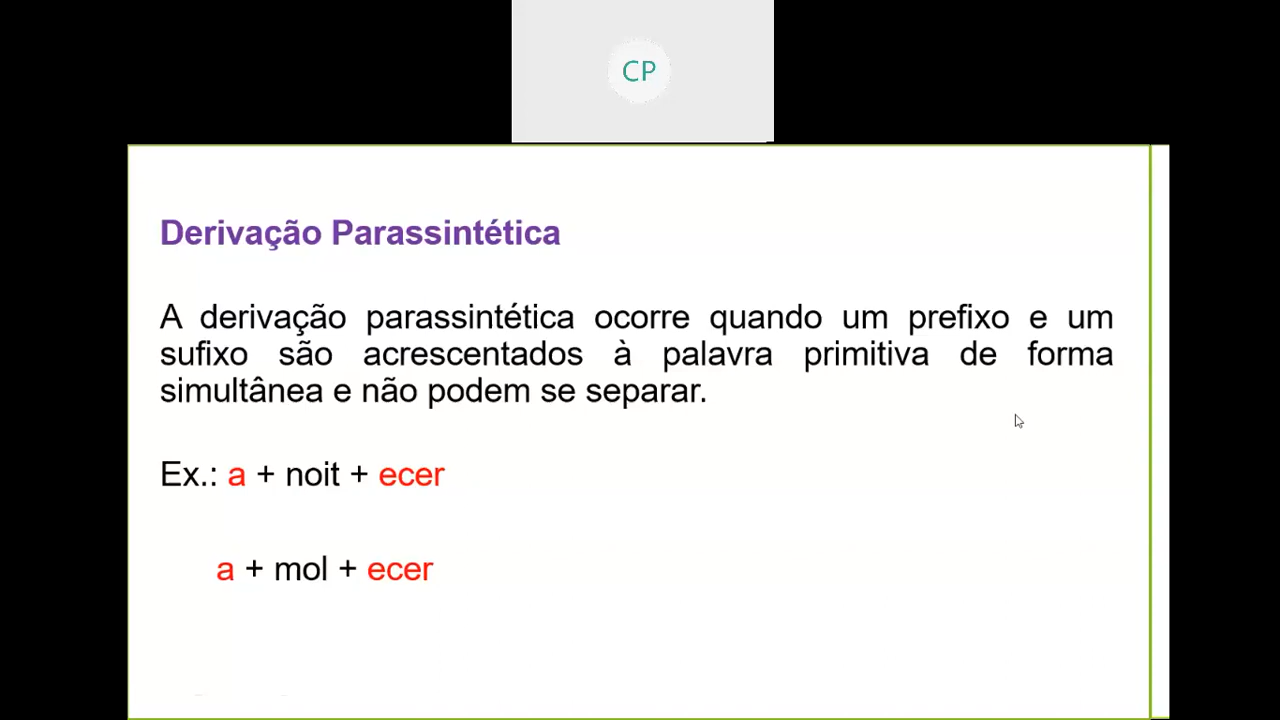 CP
Derivação Parassintética
A derivação parassintética ocorre quando um prefixo e um
sufixo são acrescentados à palavra primitiva de forma
simultânea e não podem se separar.
Ex.: a + noit + ecer
a + mol + ecer